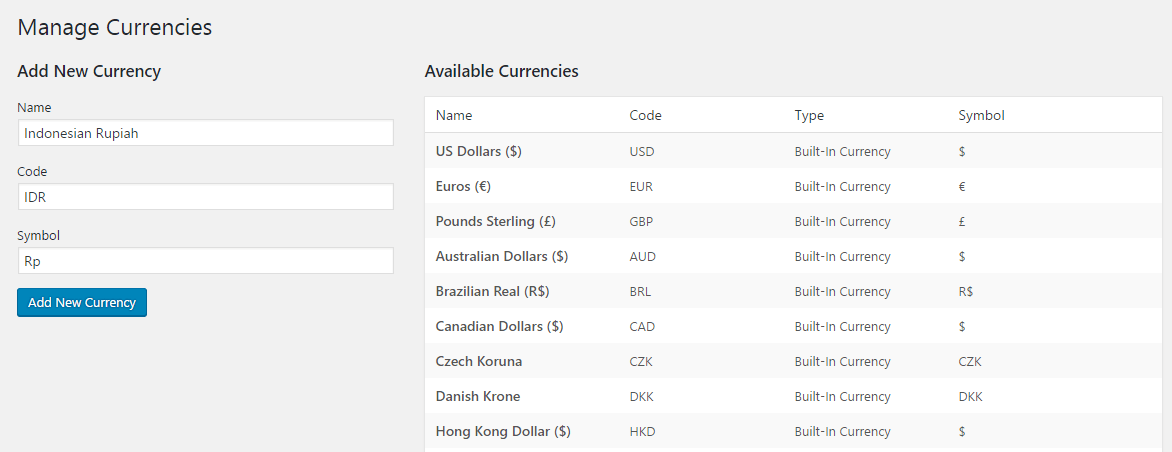 Manage Currencies
Add New Currency
Name
Indonesian Rupiah
Code
IDR
Symbol
Rp
Add New Currency
Available Currencies
Name Code Type Symbol
US Dollars ($) USD Built-In Currency $
Euros (€) EUR Built-In Currency €
Pounds Sterling (£) GBP Built-In Currency £
Australian Dollars ($) AUD Built-In Currency $
Brazilian Real (R$) BRL Built-In Currency R$
Canadian Dollars ($) CAD Built-In Currency $
Czech Koruna CZK Built-In Currency CZK
Danish Krone DKK Built-In Currency DKK
Hong Kong Dollar ($) HKD Built-In Currency $